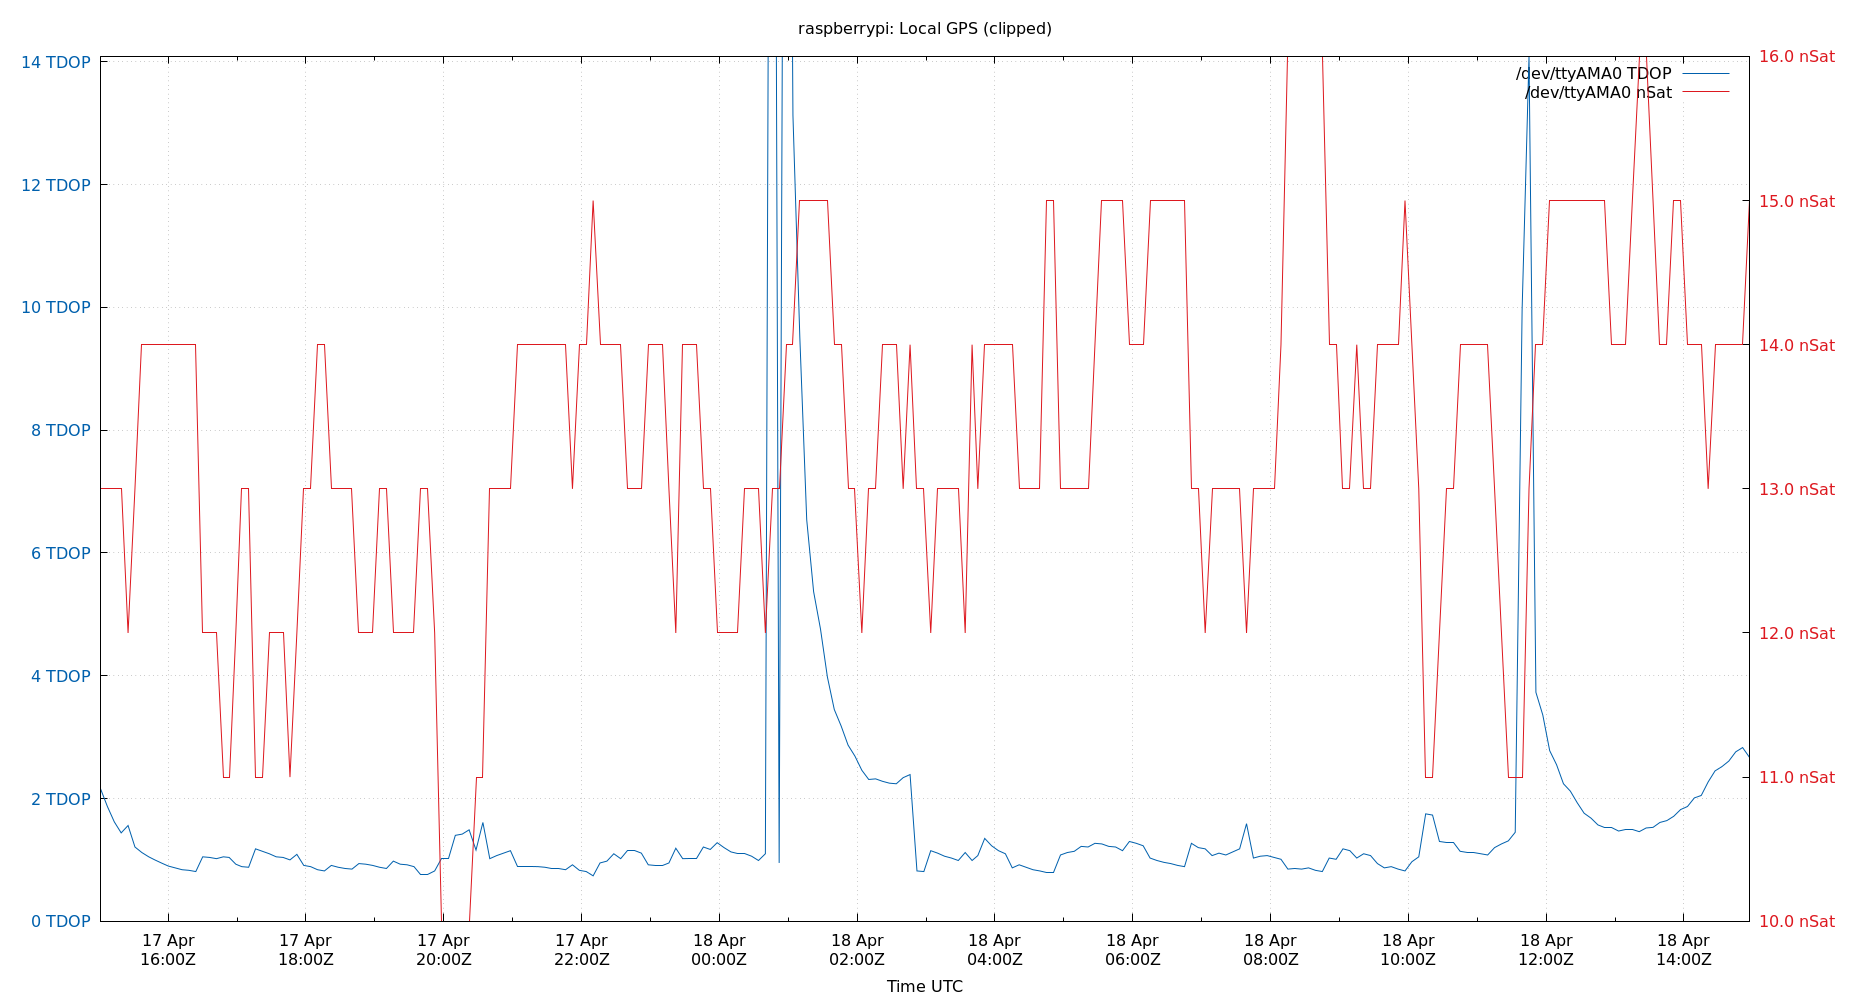 raspberrypi: Local GPS (clipped)
14 TDOP
12 TDOP
10 TDOP
8 TDOP
6 TDOP
4 TDOP
2 TDOP
0 TDOP
/dev/ttyAMA0 TDOP
/dev/ttyAMA0 nSat
16.0 nSat
15.0 nSat
14.0 nSat
13.0 nSat
12.0 nSat
11.0 nSat
10.0 nSat
17 Apr 17 Apr 17 Apr 17 Apr 18 Apr 18 Apr 18 Apr 18 Apr 18 Apr 18 Apr 18 Apr 18 Apr
16:00Z 18:00Z 20:00Z 22:00Z 00:00Z 02:00Z 04:00Z 06:00Z 08:00Z 10:00Z 12:00Z 14:00Z
Time UTC